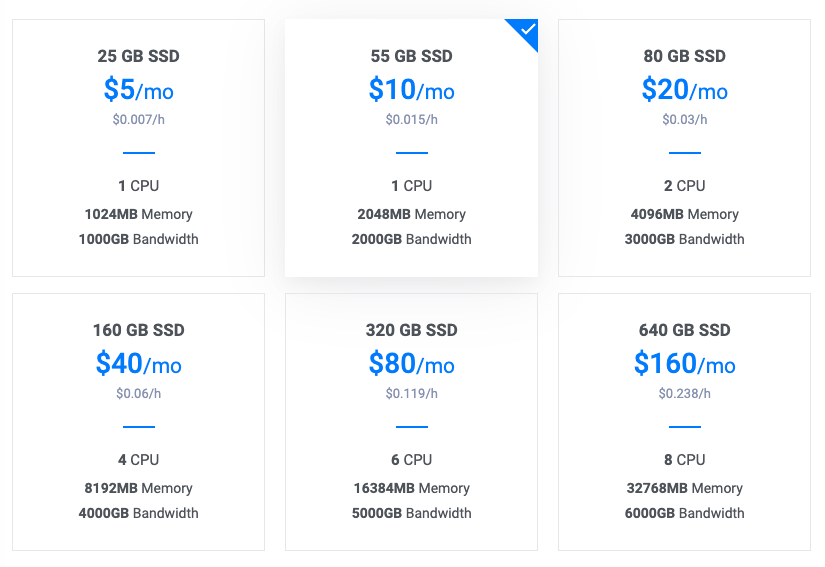 25 GB SSD
$5/mo
$0.007/h
1 CPU
1024MB Memory
1000GB Bandwidth
55 GB SSD
$10/mo
$0.015/h
1 CPU
2048MB Memory
2000GB Bandwidth
80 GB SSD
$20/mo
$0.03/h
2 CPU
4096MB Memory
3000GB Bandwidth
160 GB SSD
$40/mo
$0.06/h
4 CPU
8192MB Memory
4000GB Bandwidth
320 GB SSD
$80/mo
$0.119/h
6 CPU
16384MB Memory
5000GB Bandwidth
640 GB SSD
$160/mo
$0.238/h
8 CPU
32768MB Memory
6000GB Bandwidth